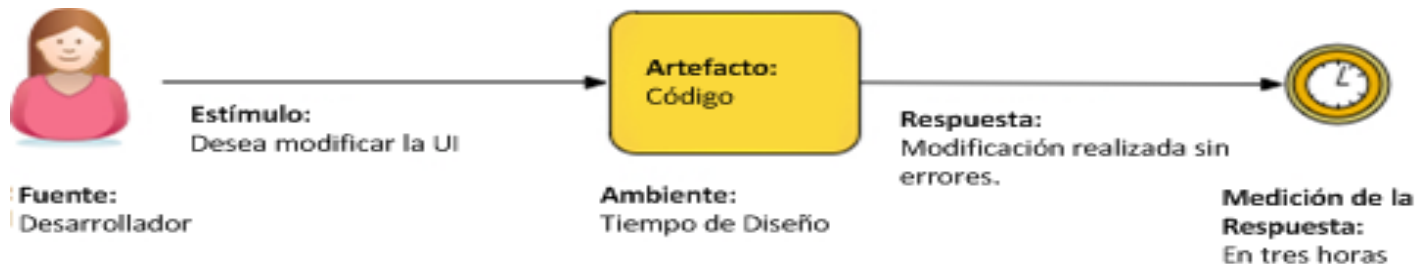 Fuente:
Desarrollador
Estímulo:
Desea modificar la UI
Artefacto:
Código
Ambiente:
Tiempo de Diseño
Respuesta:
Modificación realizada sin
errores.
Medición de la
Respuesta:
En tres horas